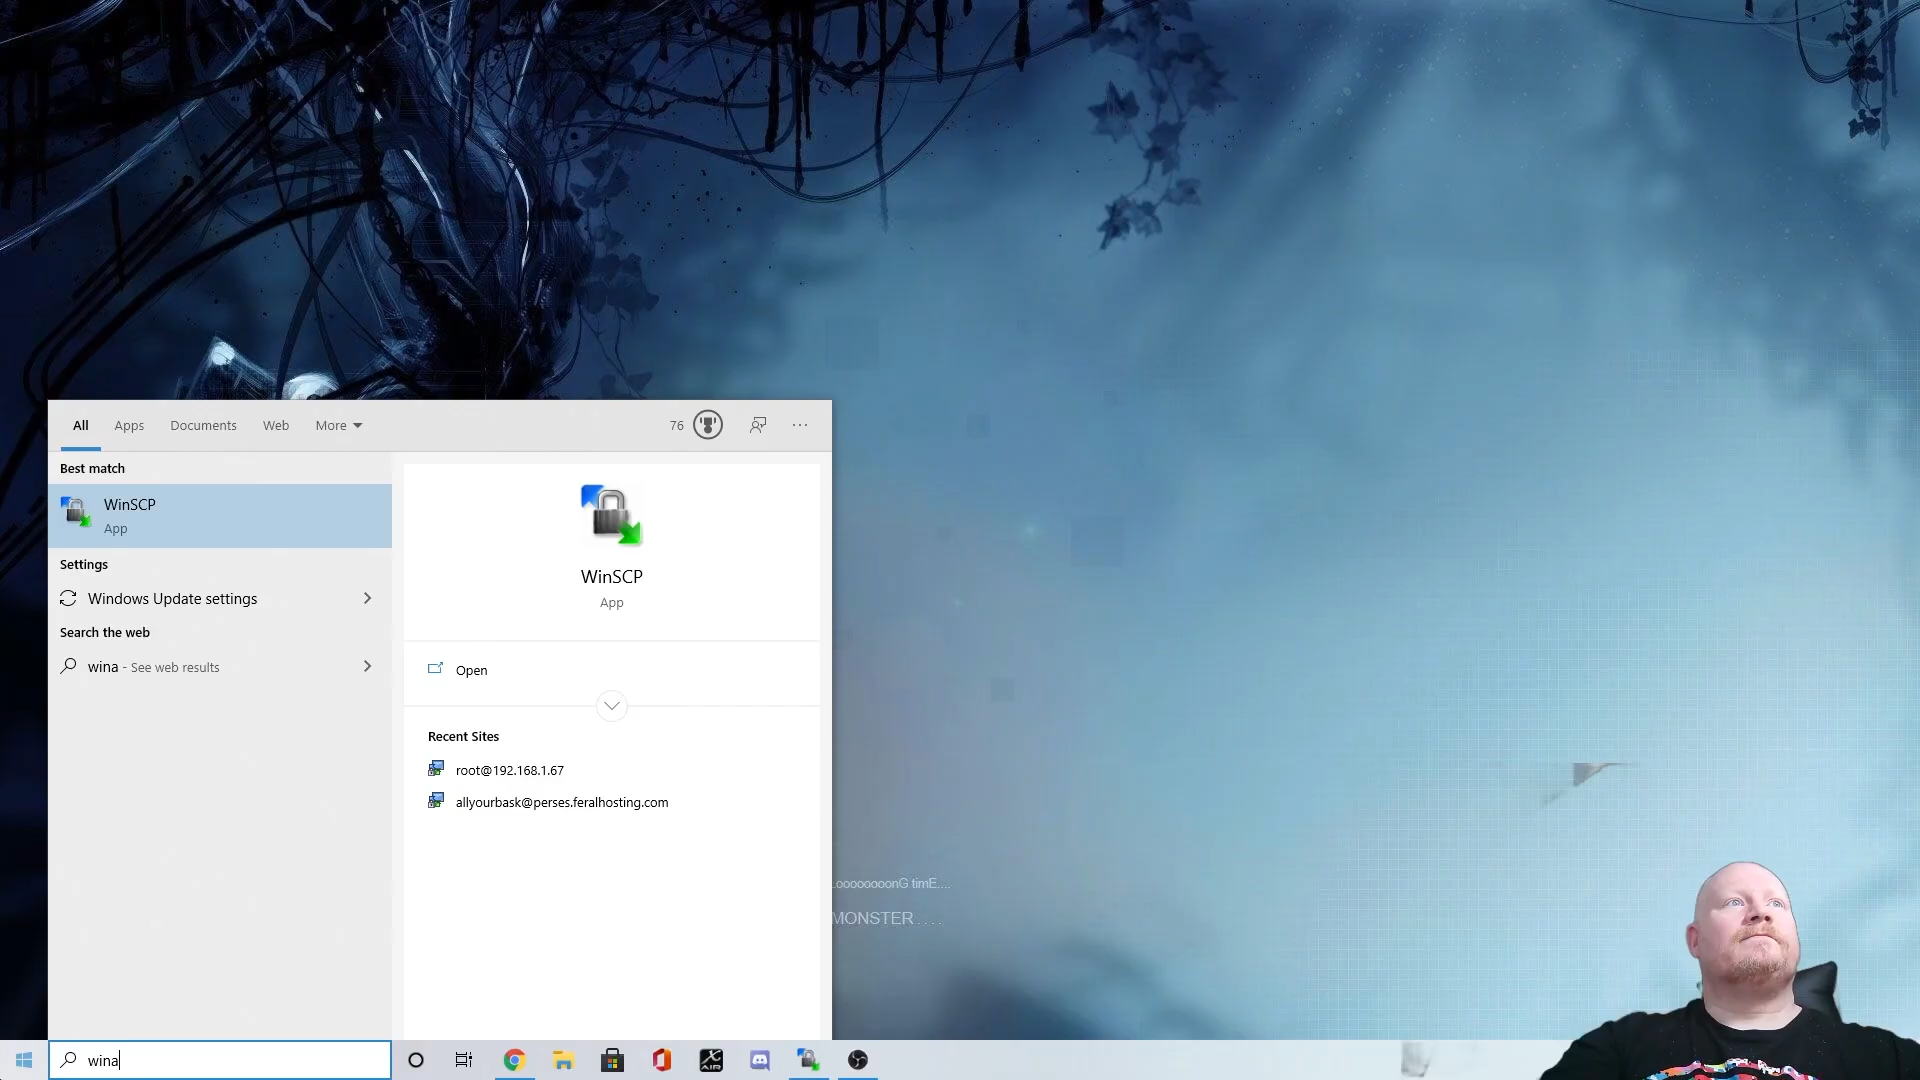 All Apps Documents Web More 76 ...
Best match
WinSCP
App
Settings
Windows Update settings
Search the web
wina - See web results
WinSCP
App
Open
Recent Sites
root@192.168.1.67
allyourbask@perses.feralhosting.com
LoooooooonG timE....
MONSTER . . . .
wina
X
AIR